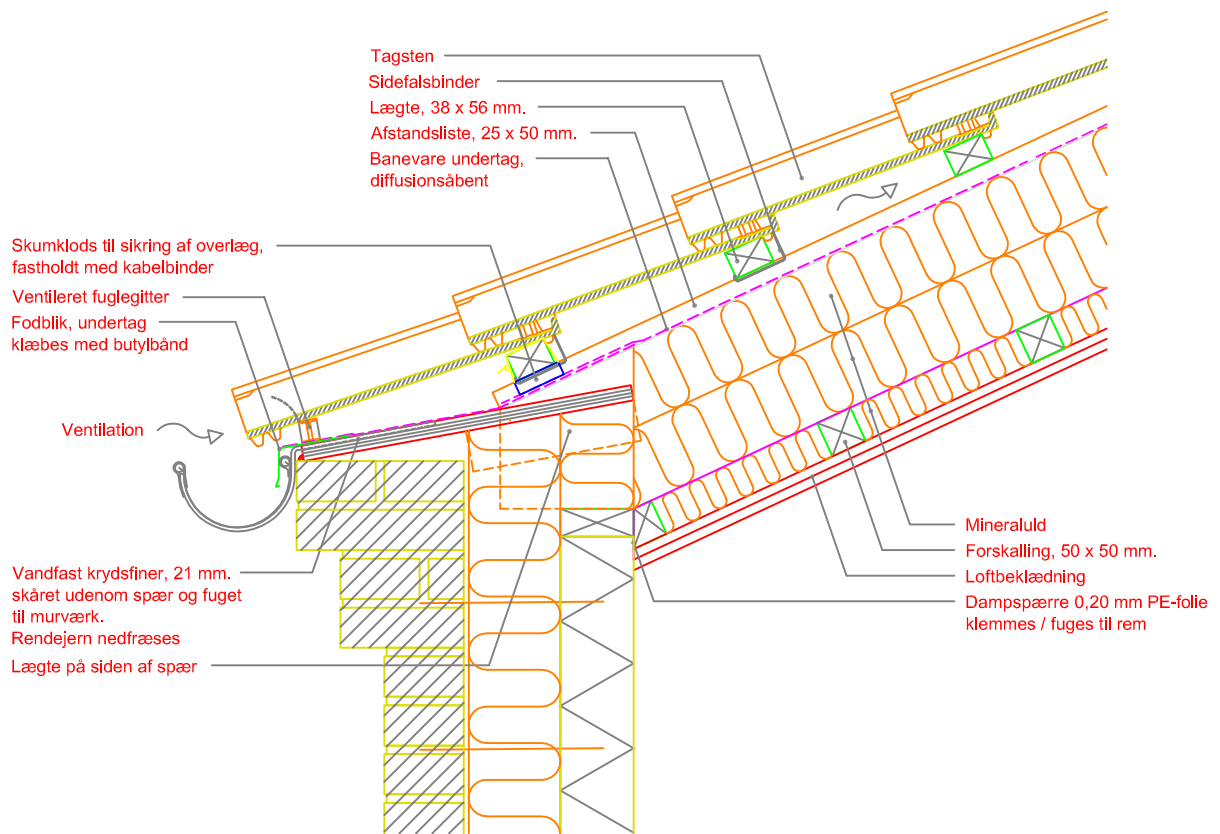 Tagsten
Sidefalsbinder
Lægte, 38 x 56 mm.
Afstandsliste, 25 x 50 mm.
Banevare undertag,
diffusionsåbent
Skumklods til sikring af overlæg,
fastholdt med kabelbinder
Ventileret fuglegitter
Fodblik, undertag
klæbes med butylbånd
Ventilation
Vandfast krydsfiner, 21 mm.
skåret udenom spær og fuget
til murværk.
Rendejern nedfræses
Lægte på siden af spær
Mineraluld
Forskalling, 50 x 50 mm.
Loftbeklædning
Dampspærre 0,20 mm PE-folie
klemmes / fuges til rem